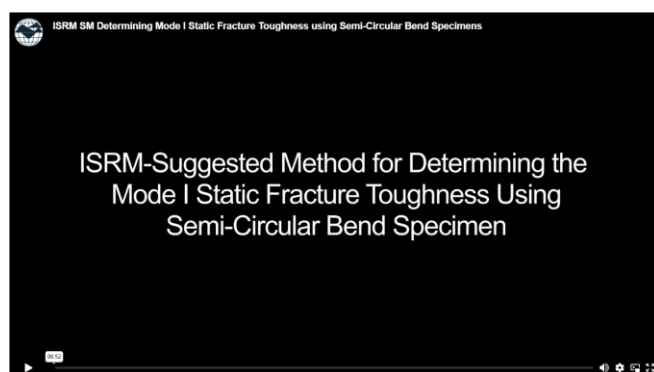 ISRM SM Determining Mode I Static Fracture Toughness using Semi-Circular Bend Specimens
ISRM-Suggested Method for Determining the
Mode I Static Fracture Toughness Using
Semi-Circular Bend Specimen
08:52